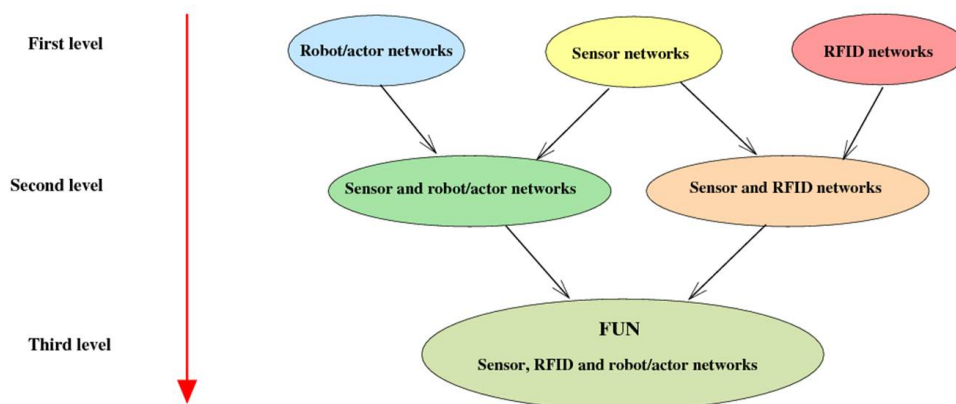 First level
Robot/actor networks
Sensor networks
RFID networks
Second level
Sensor and robot/actor networks
Sensor and RFID networks
Third level
FUN
Sensor, RFID and robot/actor networks